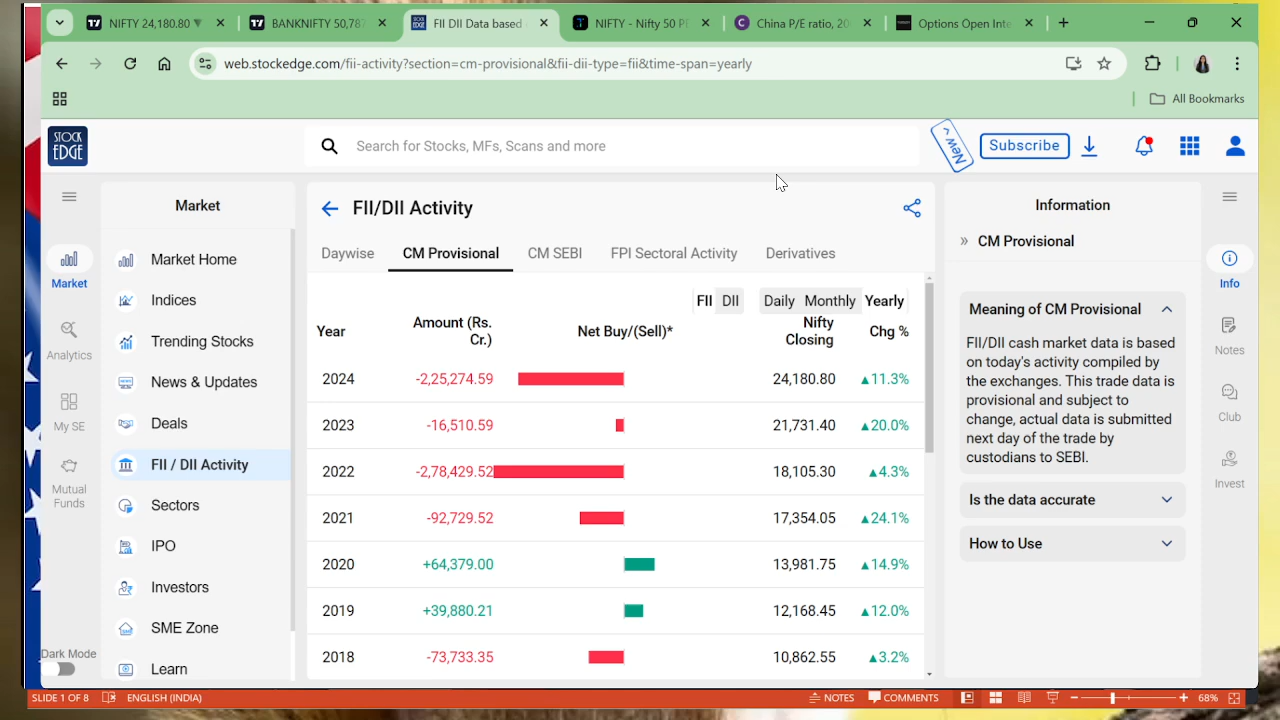 NIFTY 24,180.80 ▼
BANKNIFTY 50,787
FII DII Data based
NIFTY - Nifty 50 P
China P/E ratio, 20
Options Open Inte
web.stockedge.com/fii-activity?section=cm-provisional&fii-dii-type=fii&time-span=yearly
All Bookmarks
STOCK
EDGE
Search for Stocks, MFs, Scans and more
New
Subscribe
Market
Analytics
My SE
Mutual
Funds
Dark Mode
Market
Market Home
Indices
Trending Stocks
News & Updates
Deals
FII / DII Activity
Sectors
IPO
Investors
SME Zone
Learn
FII/DII Activity
Daywise CM Provisional CM SEBI FPI Sectoral Activity Derivatives
FII DII Daily Monthly Yearly
Year Amount (Rs. Cr.) Net Buy/(Sell)* Nifty Closing Chg %
2024 -2,25,274.59 24,180.80 ▲11.3%
2023 -16,510.59 21,731.40 ▲20.0%
2022 -2,78,429.52 18,105.30 ▲4.3%
2021 -92,729.52 17,354.05 ▲24.1%
2020 +64,379.00 13,981.75 ▲14.9%
2019 +39,880.21 12,168.45 ▲12.0%
2018 -73,733.35 10,862.55 ▲3.2%
Information
» CM Provisional
Meaning of CM Provisional
FII/DII cash market data is based
on today's activity compiled by
the exchanges. This trade data is
provisional and subject to
change, actual data is submitted
next day of the trade by
custodians to SEBI.
Is the data accurate
How to Use
Info
Notes
Club
Invest
SLIDE 1 OF 8 ENGLISH (INDIA) NOTES COMMENTS 68%